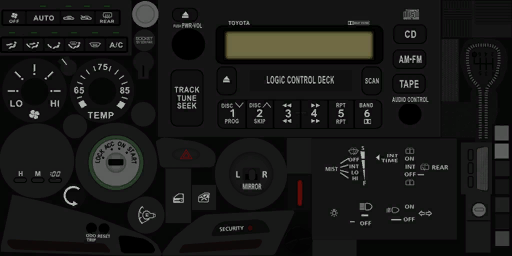 OFF
AUTO
REAR
A/C
LO
HI
65
75
85
TEMP
PUSH PWR-VOL
TOYOTA
LOGIC CONTROL DECK
SCAN
TRACK
TUNE
SEEK
DISC
1
PROG
DISC
2
SKIP
3
4
RPT
5
RPT
BAND
6
CD
AM-FM
TAPE
AUDIO CONTROL
LOCK ACC ON START
H
M
:00
ODO RESET
TRIP
L
R
MIRROR
SECURITY
MIST
OFF
INT
LO
HI
S
F
INT
TIME
ON
INT
OFF
REAR
OFF
ON
OFF